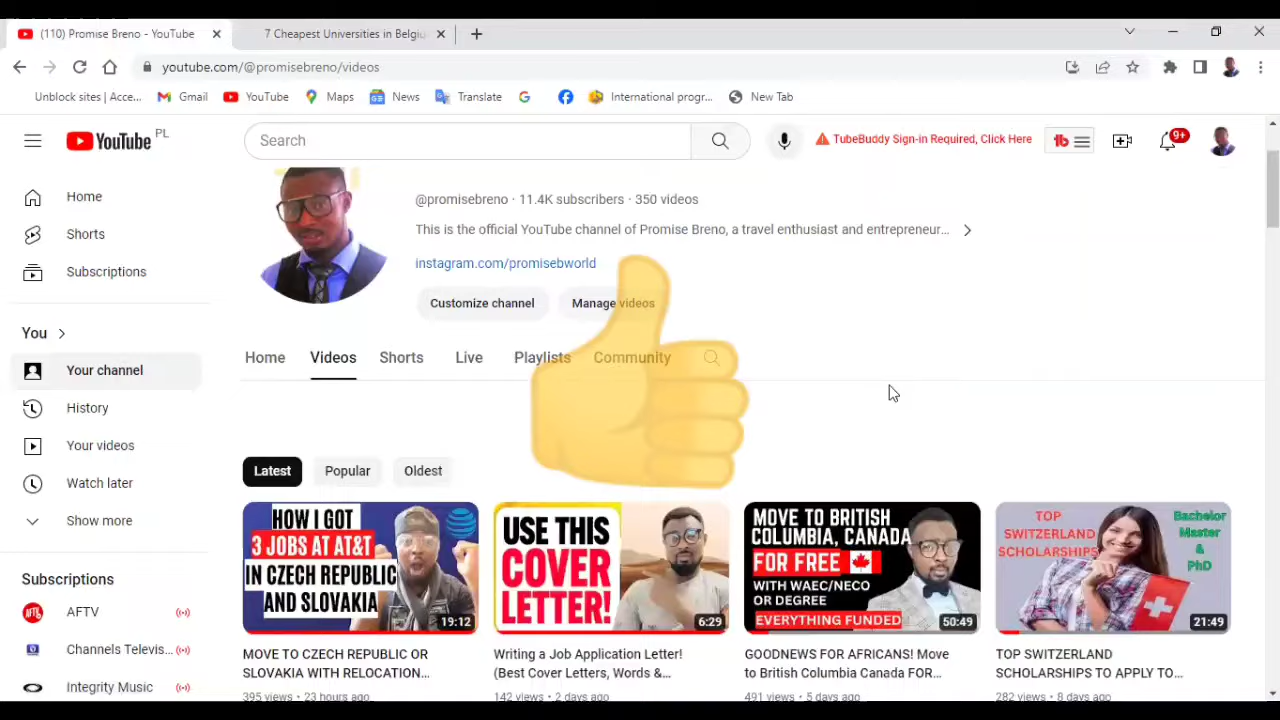 (110) Promise Breno - YouTube
7 Cheapest Universities in Belgiu
youtube.com/@promisebreno/videos
Unblock sites | Acce...
Gmail
YouTube
Maps
News
Translate
International progr...
New Tab
YouTube PL
Search
TubeBuddy Sign-in Required, Click Here
tb
9+
Home
Shorts
Subscriptions
You
Your channel
History
Your videos
Watch later
Show more
Subscriptions
AFTV
Channels Televis...
Integrity Music
@promisebreno · 11.4K subscribers · 350 videos
This is the official YouTube channel of Promise Breno, a travel enthusiast and entrepreneur...
instagram.com/promisebworld
Customize channel
Manage videos
Home
Videos
Shorts
Live
Playlists
Community
Latest
Popular
Oldest
HOW I GOT
3 JOBS AT AT&T
IN CZECH REPUBLIC
AND SLOVAKIA
19:12
MOVE TO CZECH REPUBLIC OR
SLOVAKIA WITH RELOCATION...
395 views · 23 hours ago
USE THIS
COVER
LETTER!
6:29
Writing a Job Application Letter!
(Best Cover Letters, Words &...
142 views · 2 days ago
MOVE TO BRITISH
COLUMBIA, CANADA
FOR FREE
WITH WAEC/NECO
OR DEGREE
EVERYTHING FUNDED
50:49
GOODNEWS FOR AFRICANS! Move
to British Columbia Canada FOR...
491 views · 5 days ago
TOP
SWITZERLAND
SCHOLARSHIPS
Bachelor
Master
&
PhD
21:49
TOP SWITZERLAND
SCHOLARSHIPS TO APPLY TO...
282 views · 8 days ago